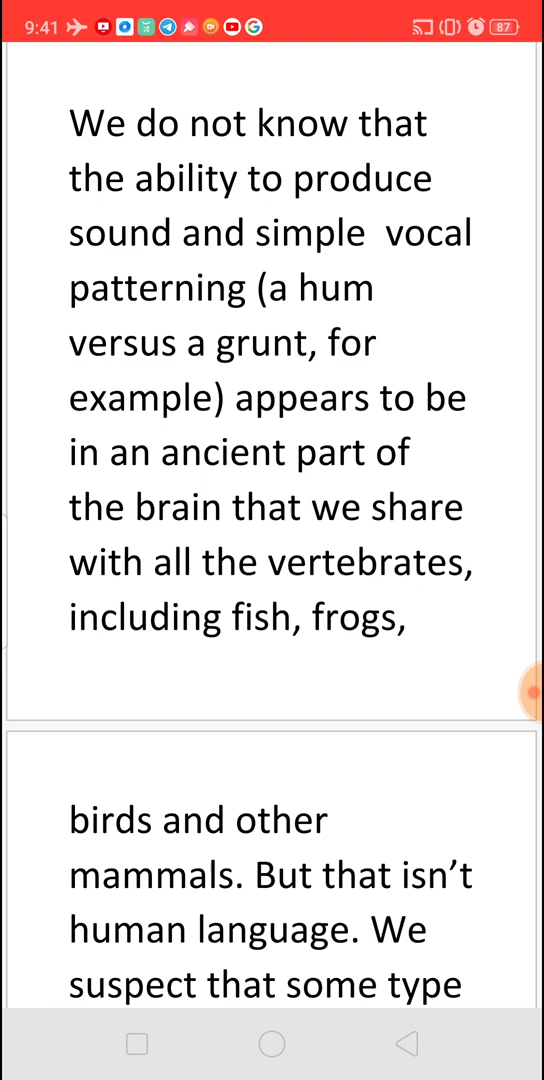 9:41
87
We do not know that
the ability to produce
sound and simple  vocal
patterning (a hum
versus a grunt, for
example) appears to be
in an ancient part of
the brain that we share
with all the vertebrates,
including fish, frogs,
birds and other
mammals. But that isn’t
human language. We
suspect that some type